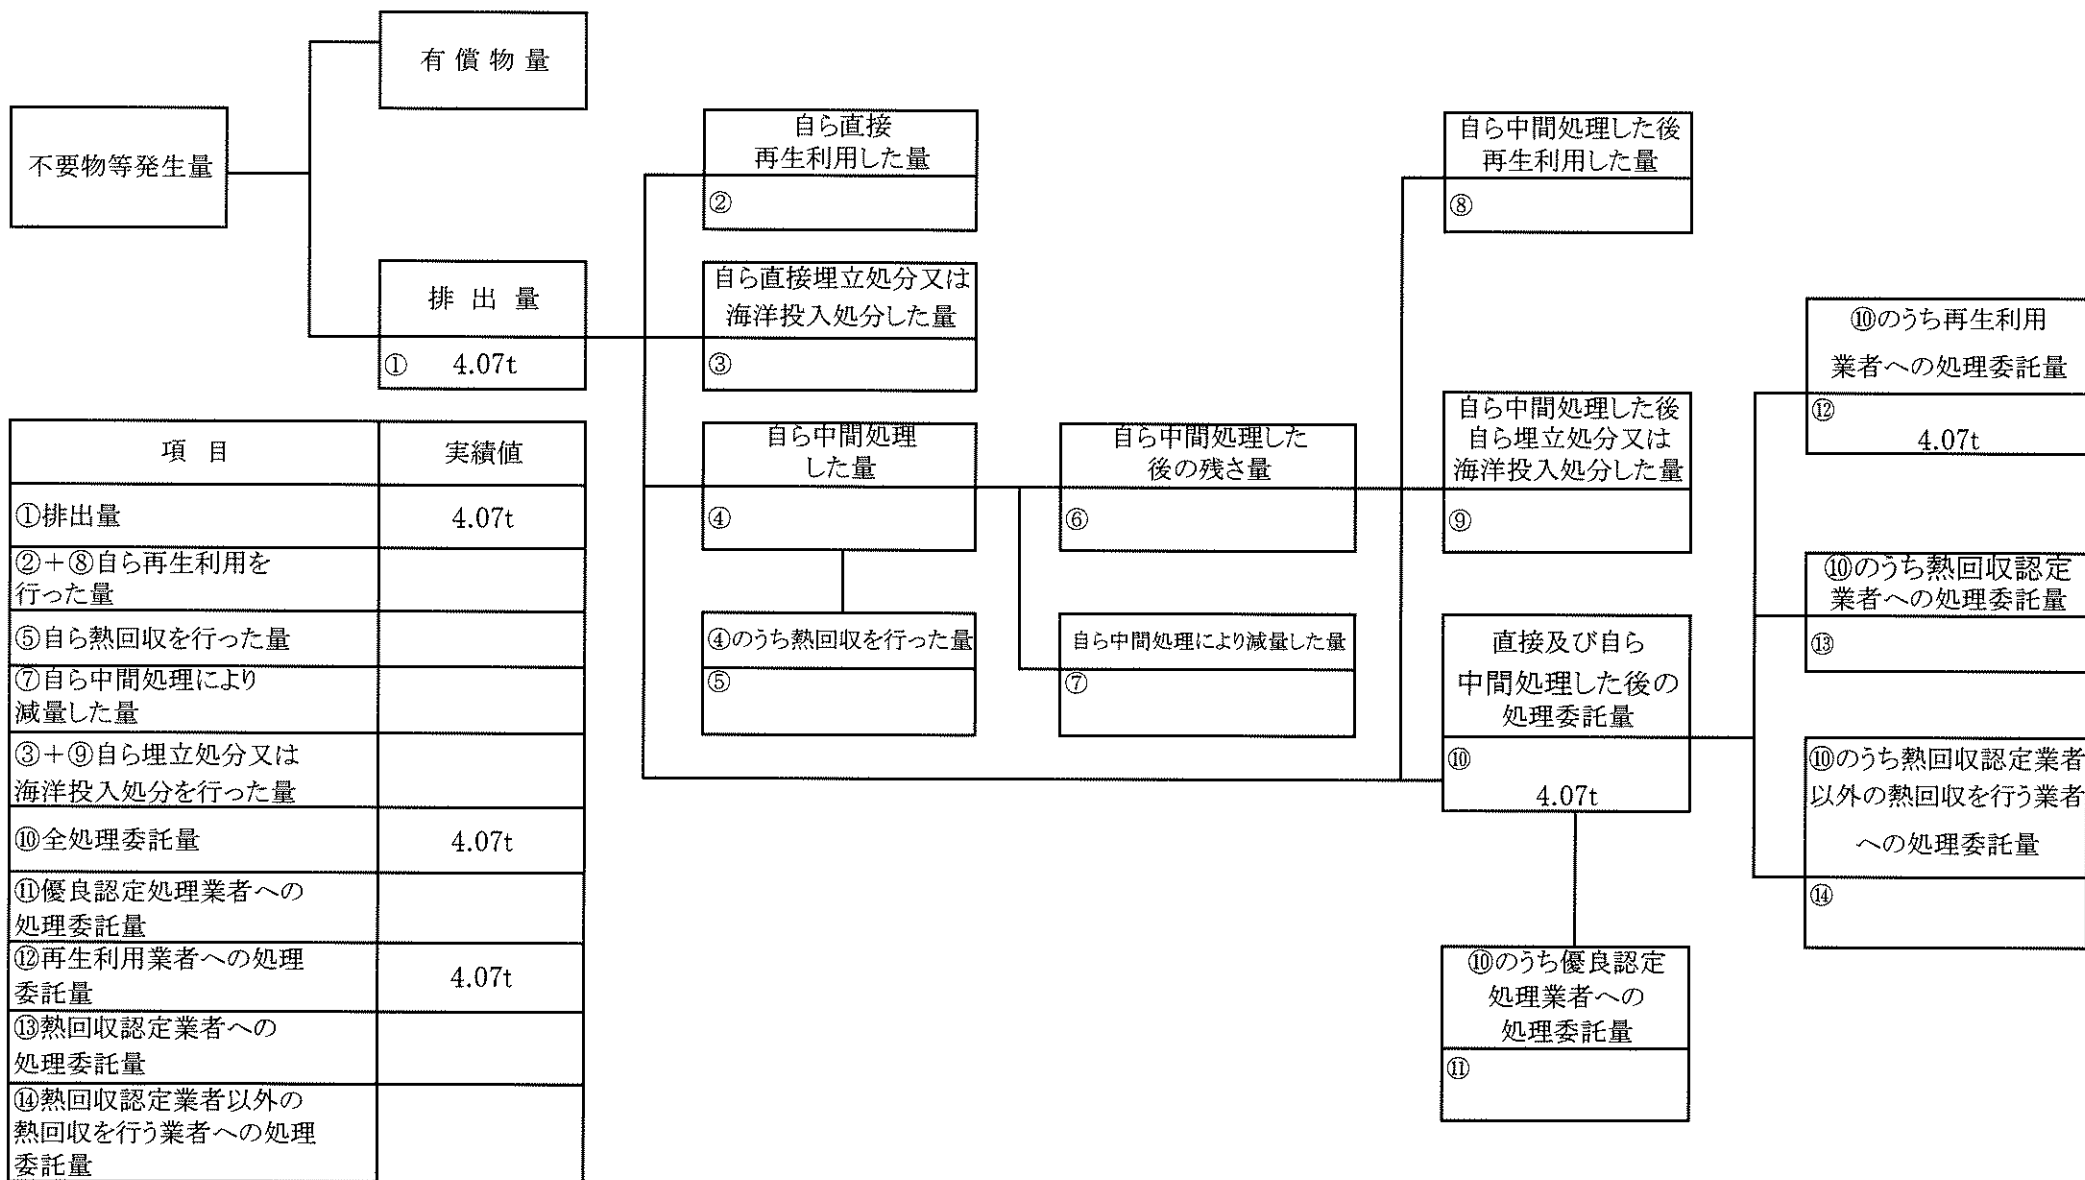 有償物量
不要物等発生量
排出量
① 4.07t
自ら直接
再生利用した量
②
自ら直接埋立処分又は
海洋投入処分した量
③
自ら中間処理
した量
④
④のうち熱回収を行った量
⑤
自ら中間処理した
後の残さ量
⑥
自ら中間処理により減量した量
⑦
自ら中間処理した後
再生利用した量
⑧
自ら中間処理した後
自ら埋立処分又は
海洋投入処分した量
⑨
直接及び自ら
中間処理した後の
処理委託量
⑩
4.07t
⑩のうち優良認定
処理業者への
処理委託量
⑪
⑩のうち再生利用
業者への処理委託量
⑫
4.07t
⑩のうち熱回収認定
業者への処理委託量
⑬
⑩のうち熱回収認定業者
以外の熱回収を行う業者
への処理委託量
⑭
項目 実績値
①排出量 4.07t
②+⑧自ら再生利用を
行った量
⑤自ら熱回収を行った量
⑦自ら中間処理により
減量した量
③+⑨自ら埋立処分又は
海洋投入処分を行った量
⑩全処理委託量 4.07t
⑪優良認定処理業者への
処理委託量
⑫再生利用業者への処理
委託量 4.07t
⑬熱回収認定業者への
処理委託量
⑭熱回収認定業者以外の
熱回収を行う業者への処理
委託量